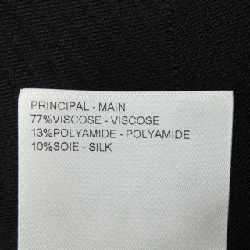 PRINCIPAL - MAIN
77%VISCOSE - VISCOSE
13%POLYAMIDE - POLYAMIDE
10%SOIE - SILK